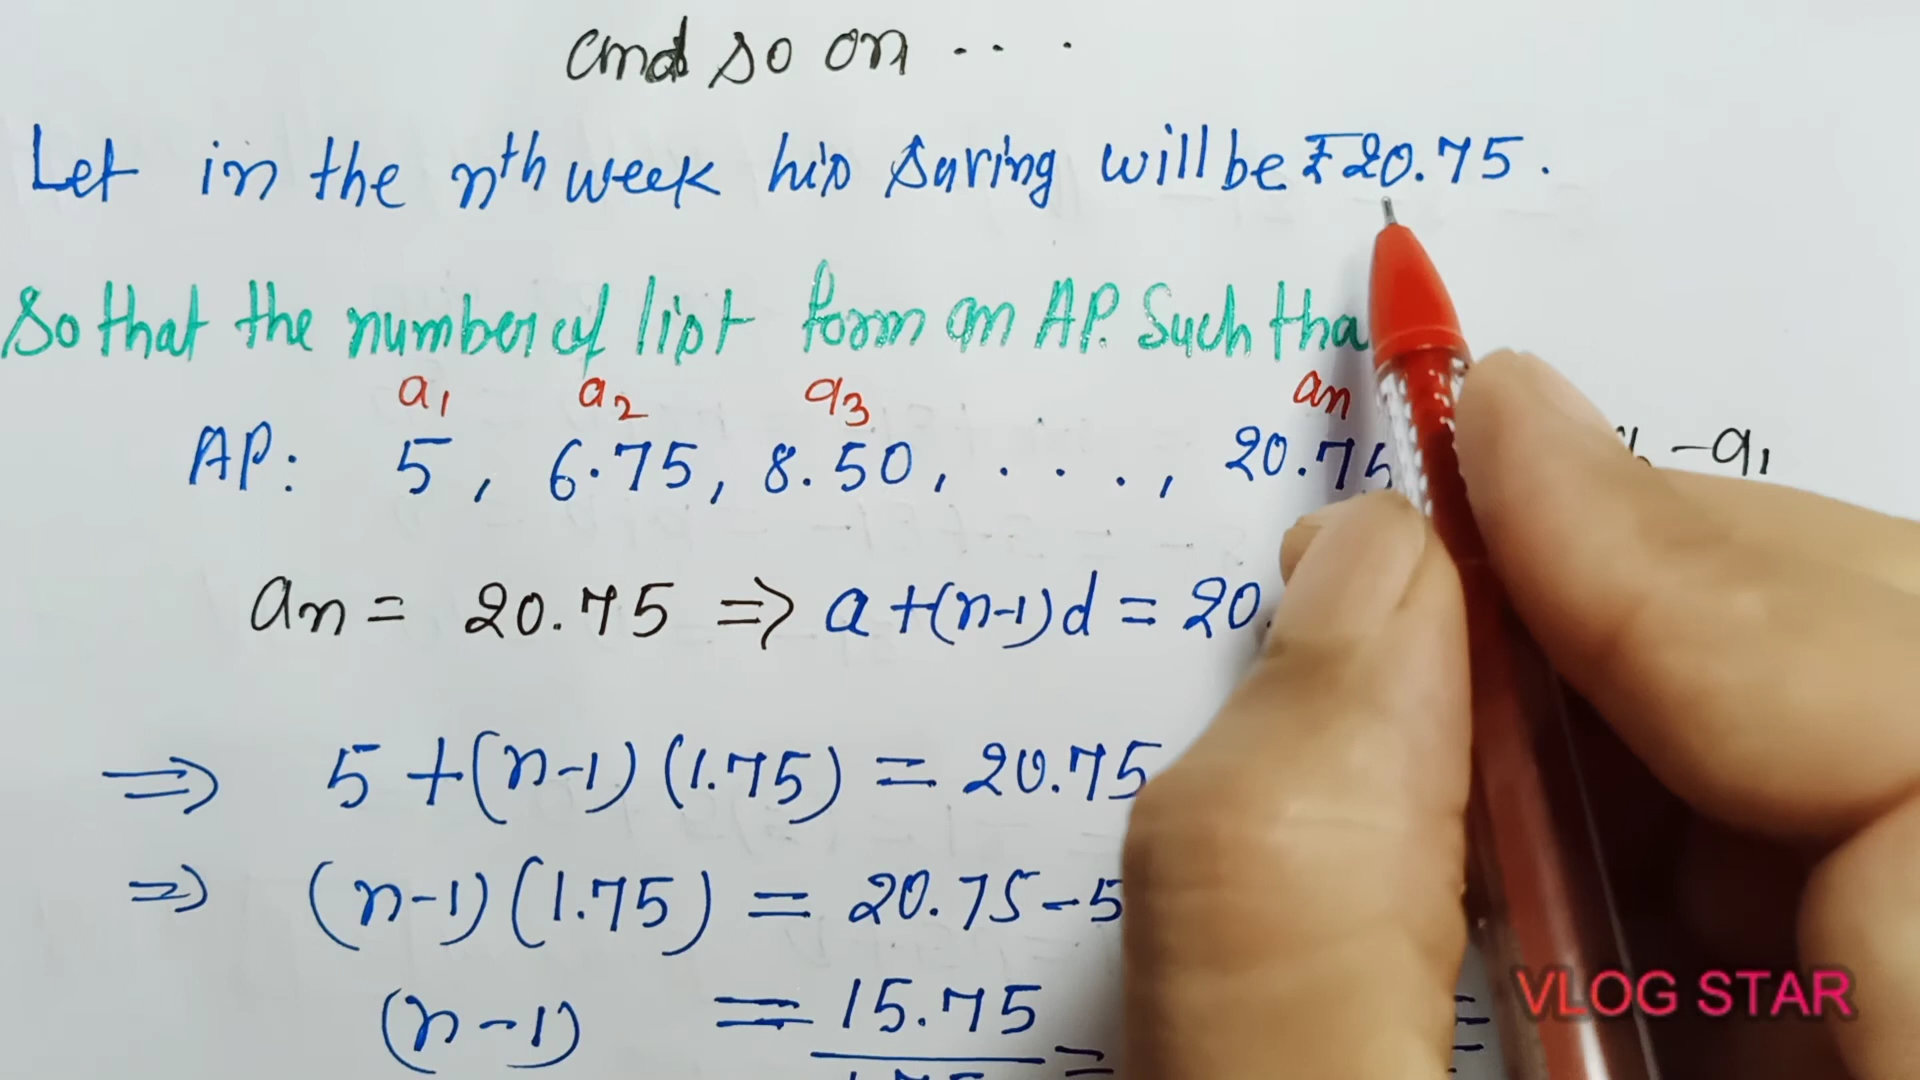 and so on . . .
Let in the nth week his saving will be ₹ 20.75.
So that the number of list form an AP. Such tha
a1 a2 a3 an
AP: 5, 6.75, 8.50, . . . , 20.75 -a1
an = 20.75 ⇒ a+(n-1)d = 20.
⇒ 5+(n-1)(1.75) = 20.75
⇒ (n-1)(1.75) = 20.75-5
(n-1) = 15.75 =
VLOG STAR